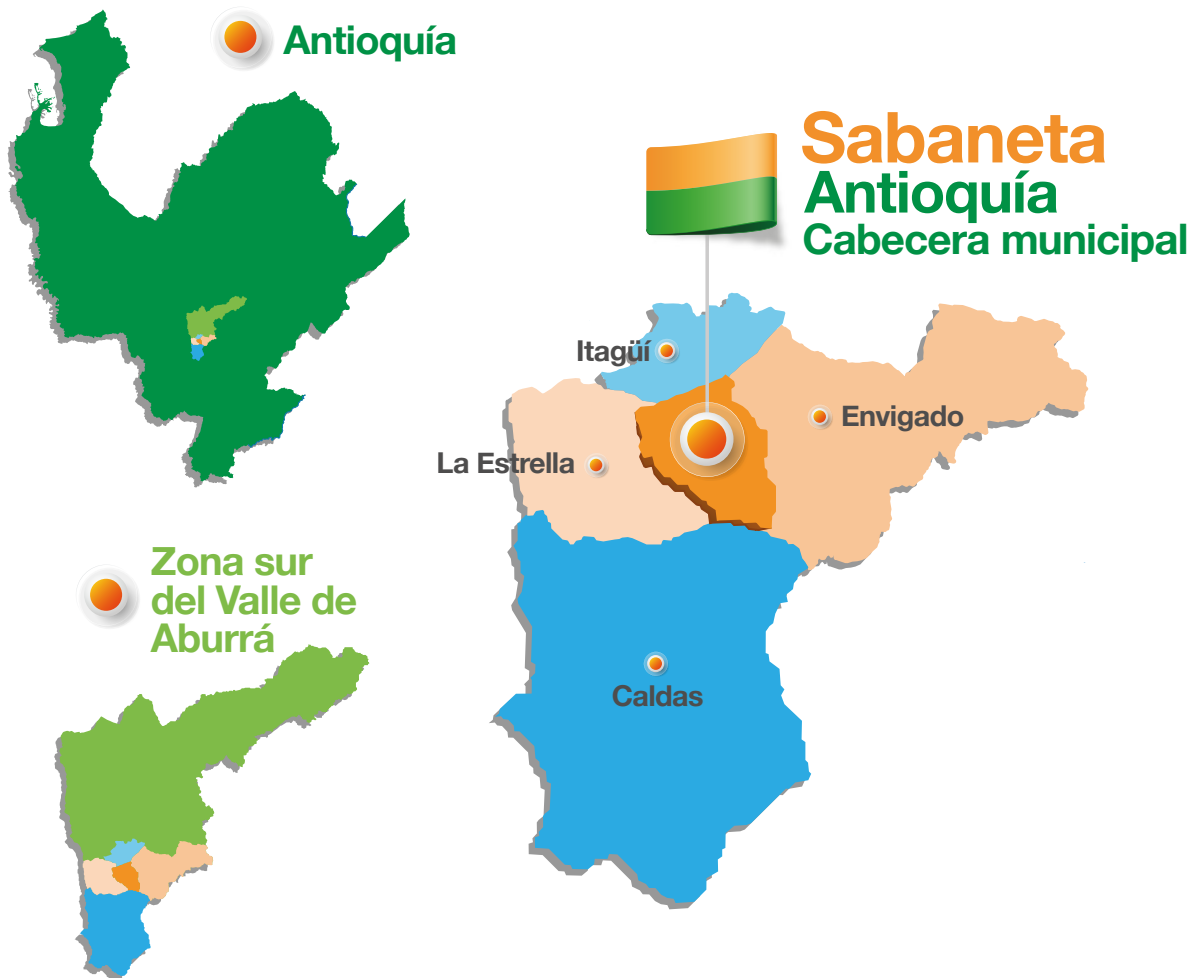 Antioquía
Sabaneta
Antioquía
Cabecera municipal
Itagüí
Envigado
La Estrella
Caldas
Zona sur
del Valle de
Aburrá